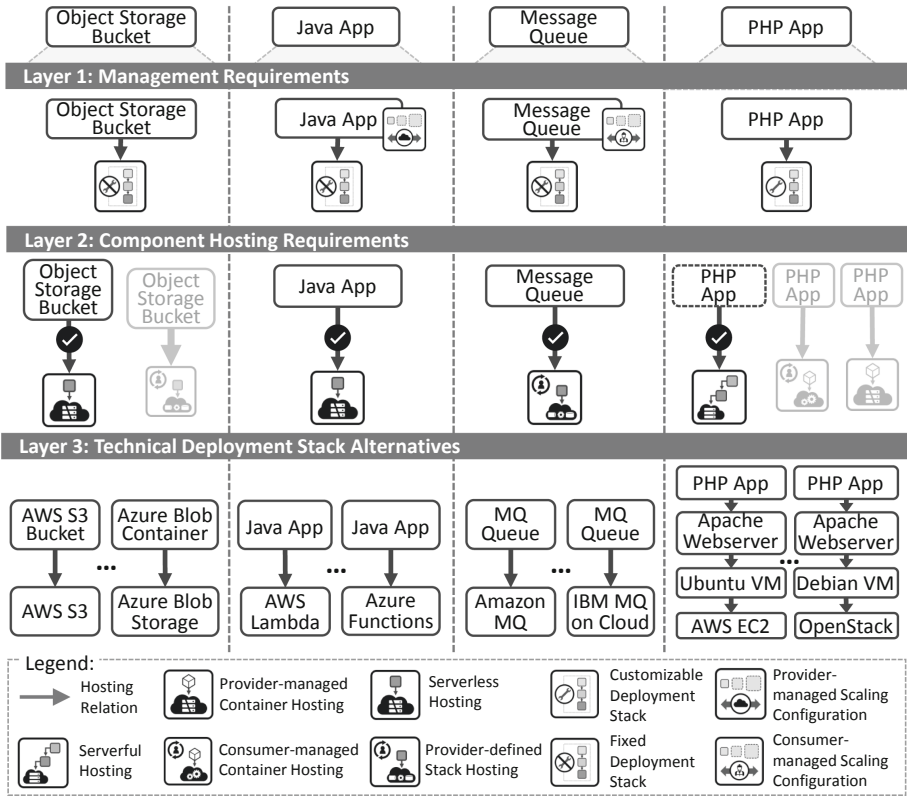 Object Storage
Bucket
Java App
Message
Queue
PHP App
Layer 1: Management Requirements
Object Storage
Bucket
Java App
Message
Queue
PHP App
Layer 2: Component Hosting Requirements
Object
Storage
Bucket
Object
Storage
Bucket
Java App
Message
Queue
PHP
App
PHP
App
PHP
App
Layer 3: Technical Deployment Stack Alternatives
AWS S3
Bucket
Azure Blob
Container
...
AWS S3
Azure Blob
Storage
Java App
Java App
...
AWS
Lambda
Azure
Functions
MQ
Queue
MQ
Queue
...
Amazon
MQ
IBM MQ
on Cloud
PHP App
PHP App
Apache
Webserver
Apache
Webserver
...
Ubuntu VM
Debian VM
AWS EC2
OpenStack
Legend:
Hosting
Relation
Provider-managed
Container Hosting
Serverless
Hosting
Customizable
Deployment
Stack
Provider-
managed Scaling
Configuration
Serverful
Hosting
Consumer-managed
Container Hosting
Provider-defined
Stack Hosting
Fixed
Deployment
Stack
Consumer-
managed Scaling
Configuration